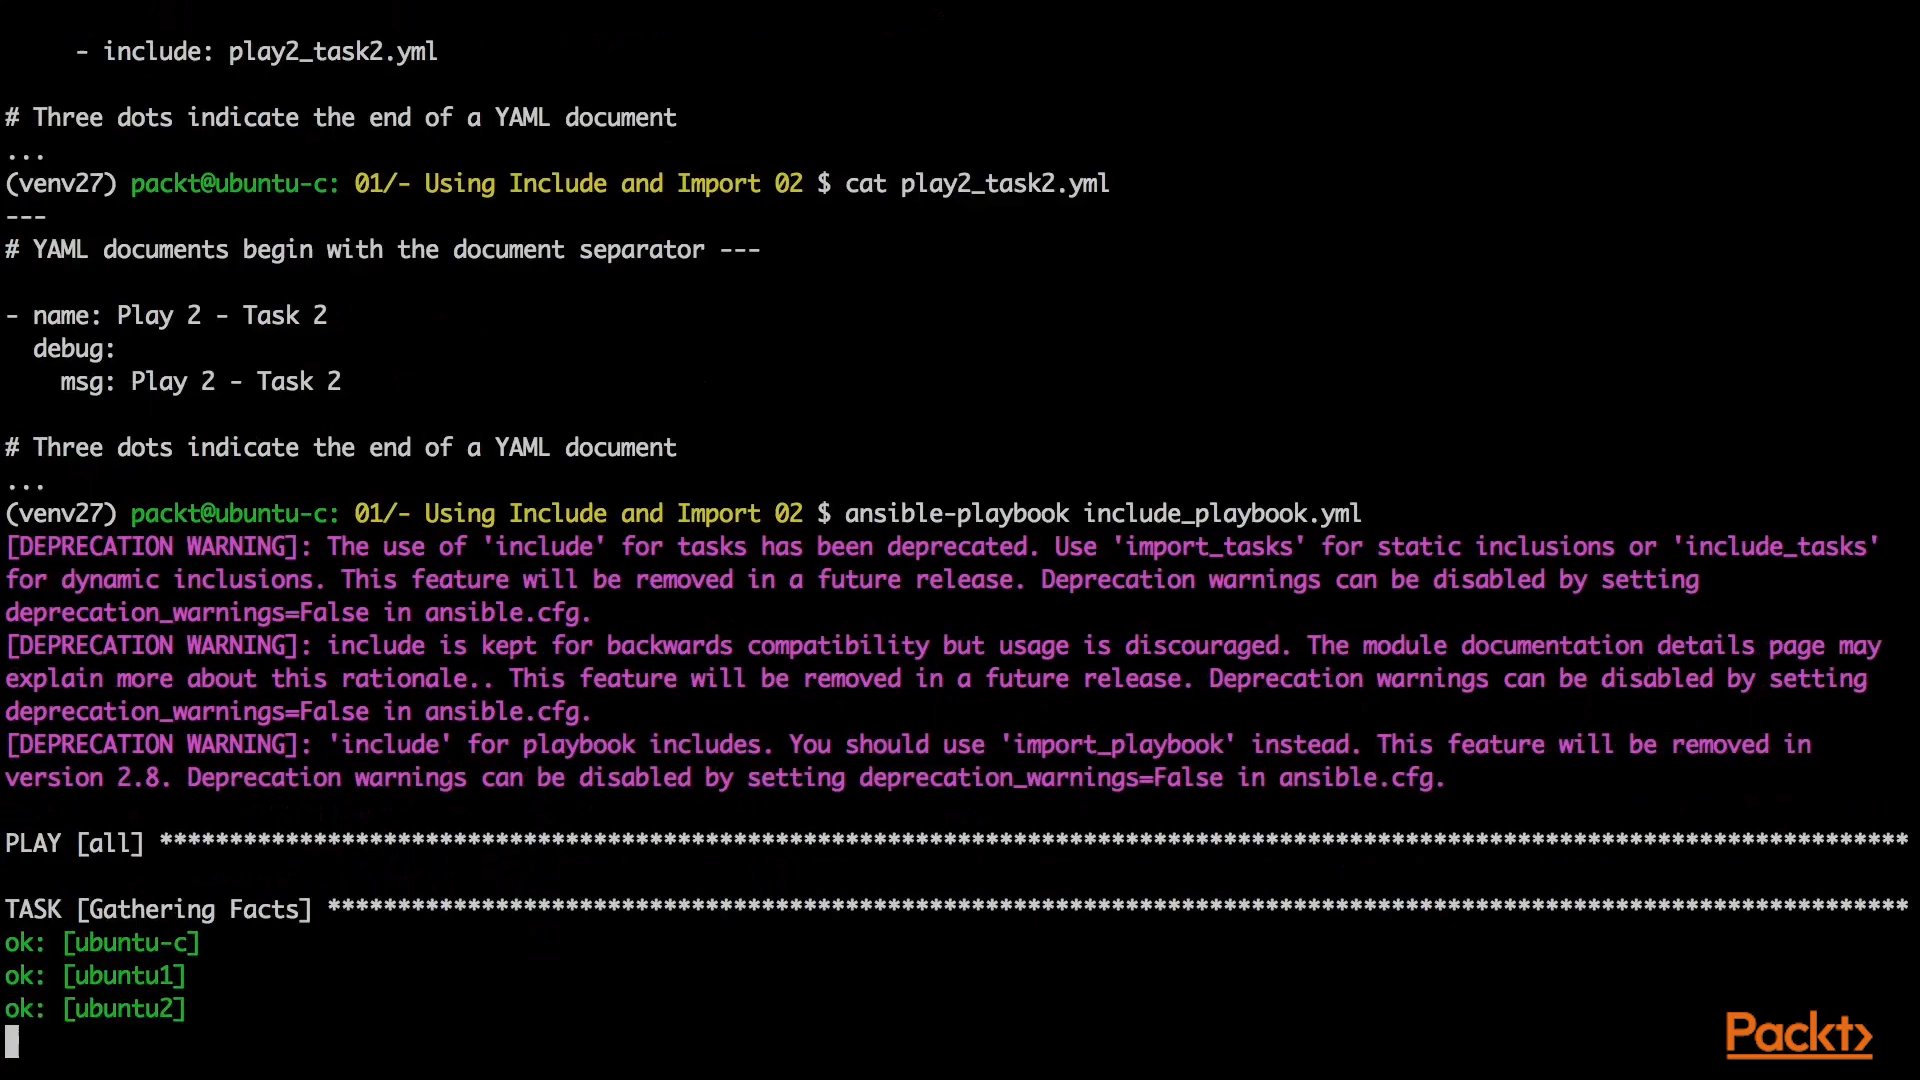 - include: play2_task2.yml
# Three dots indicate the end of a YAML document
...
(venv27) packt@ubuntu-c: 01/- Using Include and Import 02 $ cat play2_task2.yml
---
# YAML documents begin with the document separator ---
- name: Play 2 - Task 2
debug:
msg: Play 2 - Task 2
# Three dots indicate the end of a YAML document
...
(venv27) packt@ubuntu-c: 01/- Using Include and Import 02 $ ansible-playbook include_playbook.yml
[DEPRECATION WARNING]: The use of 'include' for tasks has been deprecated. Use 'import_tasks' for static inclusions or 'include_tasks'
for dynamic inclusions. This feature will be removed in a future release. Deprecation warnings can be disabled by setting
deprecation_warnings=False in ansible.cfg.
[DEPRECATION WARNING]: include is kept for backwards compatibility but usage is discouraged. The module documentation details page may
explain more about this rationale.. This feature will be removed in a future release. Deprecation warnings can be disabled by setting
deprecation_warnings=False in ansible.cfg.
[DEPRECATION WARNING]: 'include' for playbook includes. You should use 'import_playbook' instead. This feature will be removed in
version 2.8. Deprecation warnings can be disabled by setting deprecation_warnings=False in ansible.cfg.
PLAY [all] *****************************************************************************************************************************
TASK [Gathering Facts] *****************************************************************************************************************
ok: [ubuntu-c]
ok: [ubuntu1]
ok: [ubuntu2]
Packt>